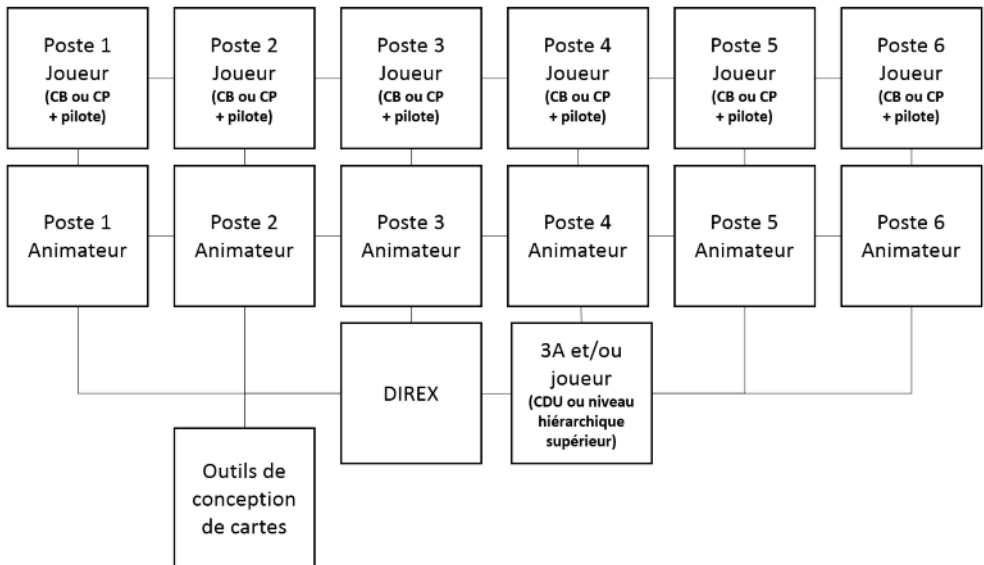 Poste 1
Joueur
(CB ou CP
+ pilote)
Poste 2
Joueur
(CB ou CP
+ pilote)
Poste 3
Joueur
(CB ou CP
+ pilote)
Poste 4
Joueur
(CB ou CP
+ pilote)
Poste 5
Joueur
(CB ou CP
+ pilote)
Poste 6
Joueur
(CB ou CP
+ pilote)
Poste 1
Animateur
Poste 2
Animateur
Poste 3
Animateur
Poste 4
Animateur
Poste 5
Animateur
Poste 6
Animateur
DIREX
3A et/ou
joueur
(CDU ou niveau
hiérarchique
supérieur)
Outils de
conception
de cartes